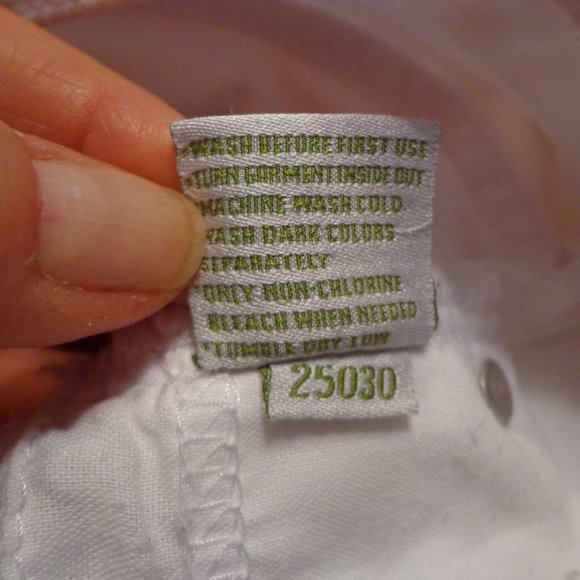 *WASH BEFORE FIRST USE
*TURN GARMENT INSIDE OUT
MACHINE WASH COLD
WASH DARK COLORS
SEPARATELY
ONLY NON-CHLORINE
BLEACH WHEN NEEDED
*TUMBLE DRY LOW
25030